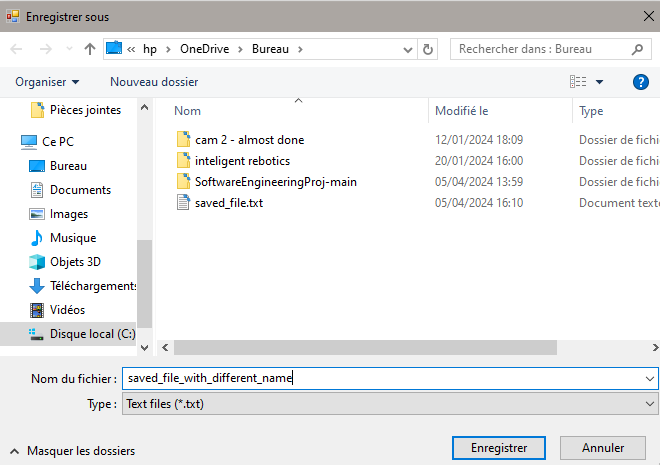 Enregistrer sous
« hp > OneDrive > Bureau >
Rechercher dans : Bureau
Organiser
Nouveau dossier
?
Pièces jointes
Ce PC
Bureau
Documents
Images
Musique
Objets 3D
Téléchargements
Vidéos
Disque local (C:)
Nom Modifié le Type
cam 2 - almost done 12/01/2024 18:09 Dossier de fichi
inteligent robotics 20/01/2024 16:00 Dossier de fichi
SoftwareEngineeringProj-main 05/04/2024 13:59 Dossier de fichi
saved_file.txt 05/04/2024 16:10 Document texte
Nom du fichier : saved_file_with_different_name
Type : Text files (*.txt)
Masquer les dossiers
Enregistrer
Annuler